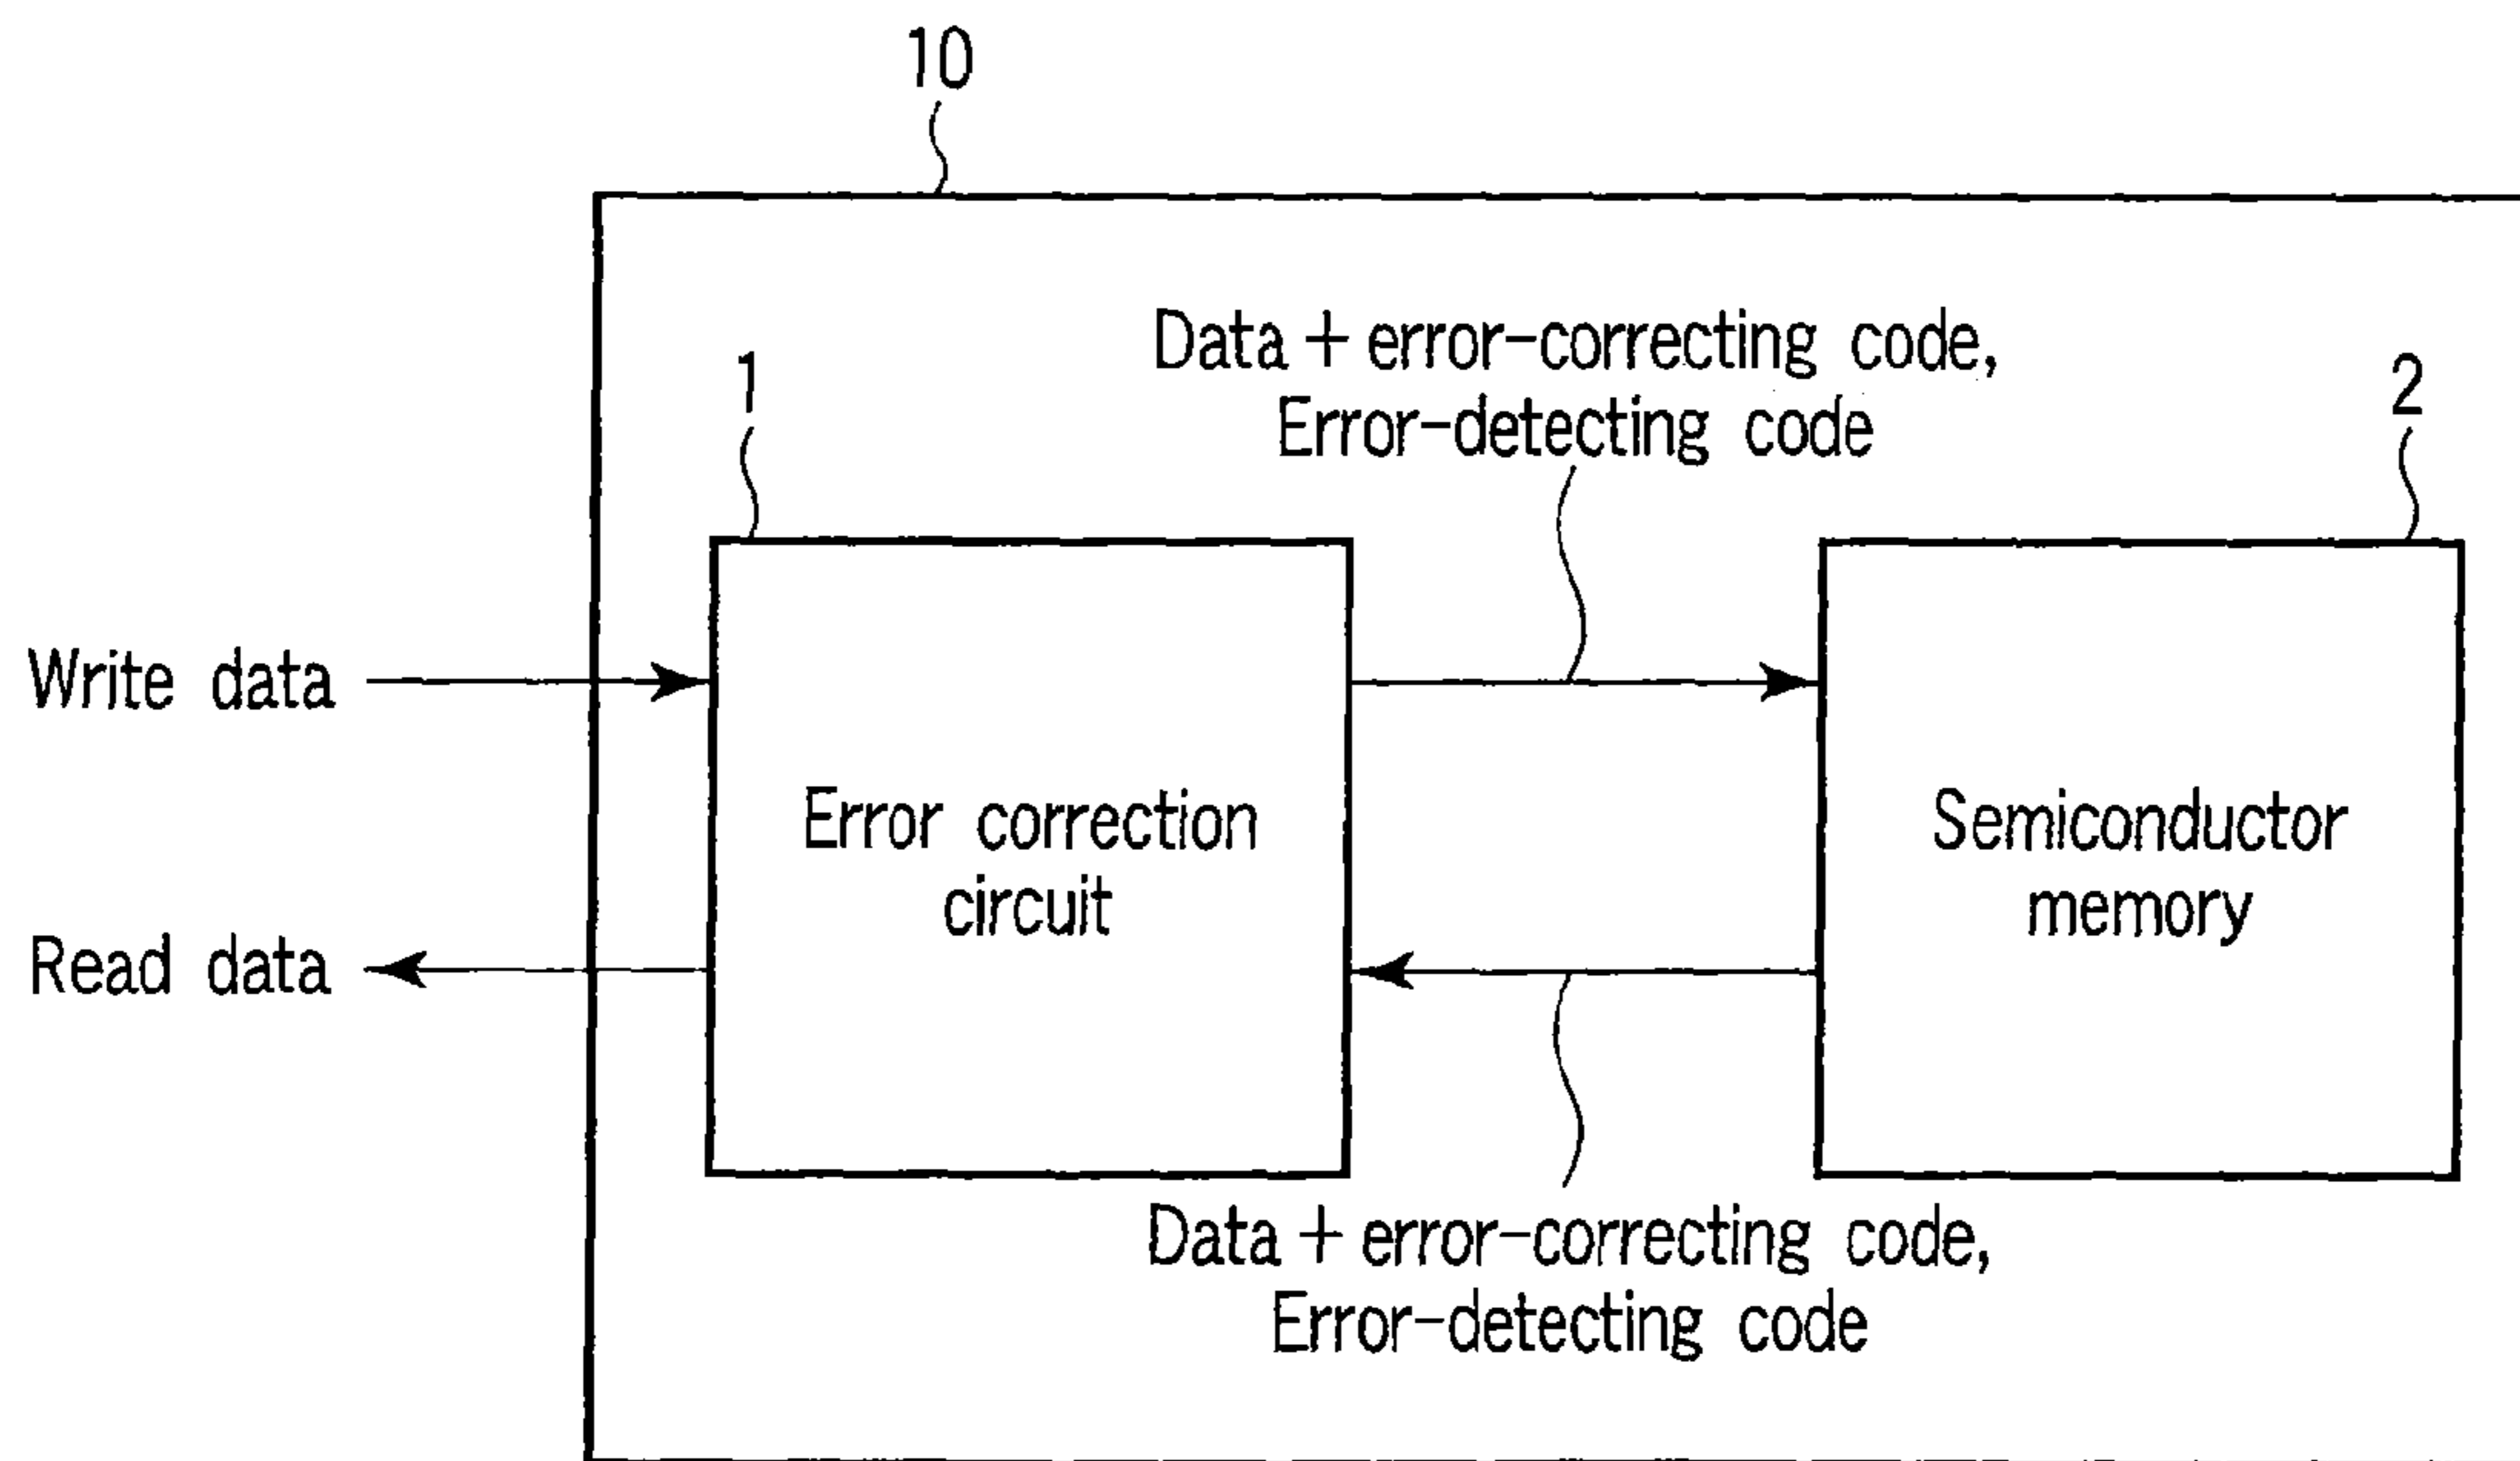 10
Data + error-correcting code,
Error-detecting code
1
2
Write data
Error correction
circuit
Semiconductor
memory
Read data
Data + error-correcting code,
Error-detecting code